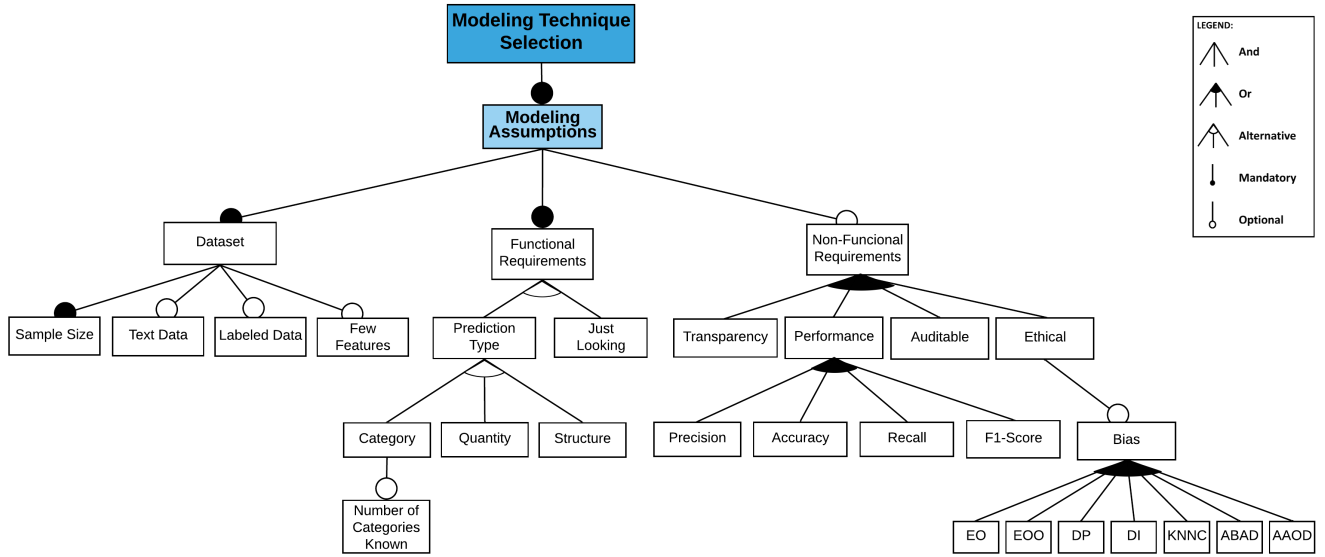 Modeling Technique
Selection
LEGEND:
And
Or
Alternative
Mandatory
Optional
Modeling
Assumptions
Dataset
Functional
Requirements
Non-Funcional
Requirements
Sample Size
Text Data
Labeled Data
Few
Features
Prediction
Type
Just
Looking
Transparency
Performance
Auditable
Ethical
Category
Quantity
Structure
Precision
Accuracy
Recall
F1-Score
Bias
Number of
Categories
Known
EO
EOO
DP
DI
KNNC
ABAD
AAOD